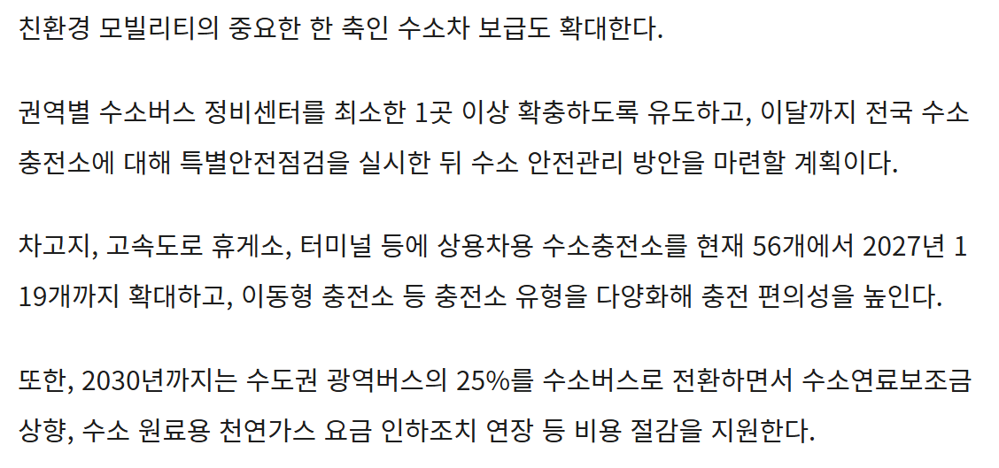 친환경 모빌리티의 중요한 한 축인 수소차 보급도 확대한다.
권역별 수소버스 정비센터를 최소한 1곳 이상 확충하도록 유도하고, 이달까지 전국 수소
충전소에 대해 특별안전점검을 실시한 뒤 수소 안전관리 방안을 마련할 계획이다.
차고지, 고속도로 휴게소, 터미널 등에 상용차용 수소충전소를 현재 56개에서 2027년 1
19개까지 확대하고, 이동형 충전소 등 충전소 유형을 다양화해 충전 편의성을 높인다.
또한, 2030년까지는 수도권 광역버스의 25%를 수소버스로 전환하면서 수소연료보조금
상향, 수소 원료용 천연가스 요금 인하조치 연장 등 비용 절감을 지원한다.